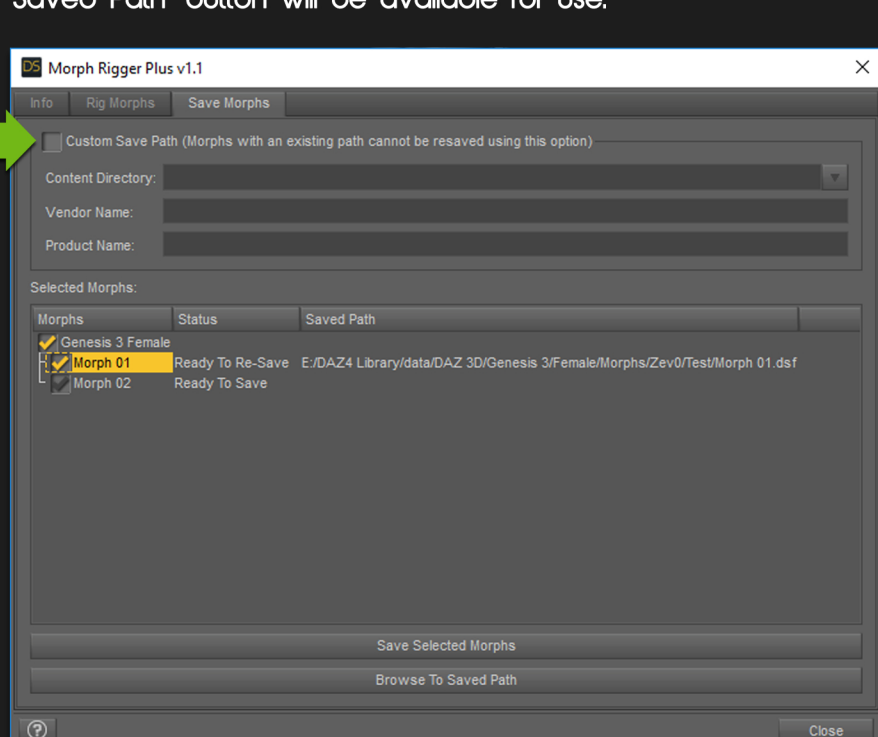 Saved Path' button will be available for use.
DS Morph Rigger Plus v1.1
Info Rig Morphs Save Morphs
Custom Save Path (Morphs with an existing path cannot be resaved using this option)
Content Directory:
Vendor Name:
Product Name:
Selected Morphs:
Morphs Status Saved Path
Genesis 3 Female
Morph 01 Ready To Re-Save E:/DAZ4 Library/data/DAZ 3D/Genesis 3/Female/Morphs/Zev0/Test/Morph 01.dsf
Morph 02 Ready To Save
Save Selected Morphs
Browse To Saved Path
? Close